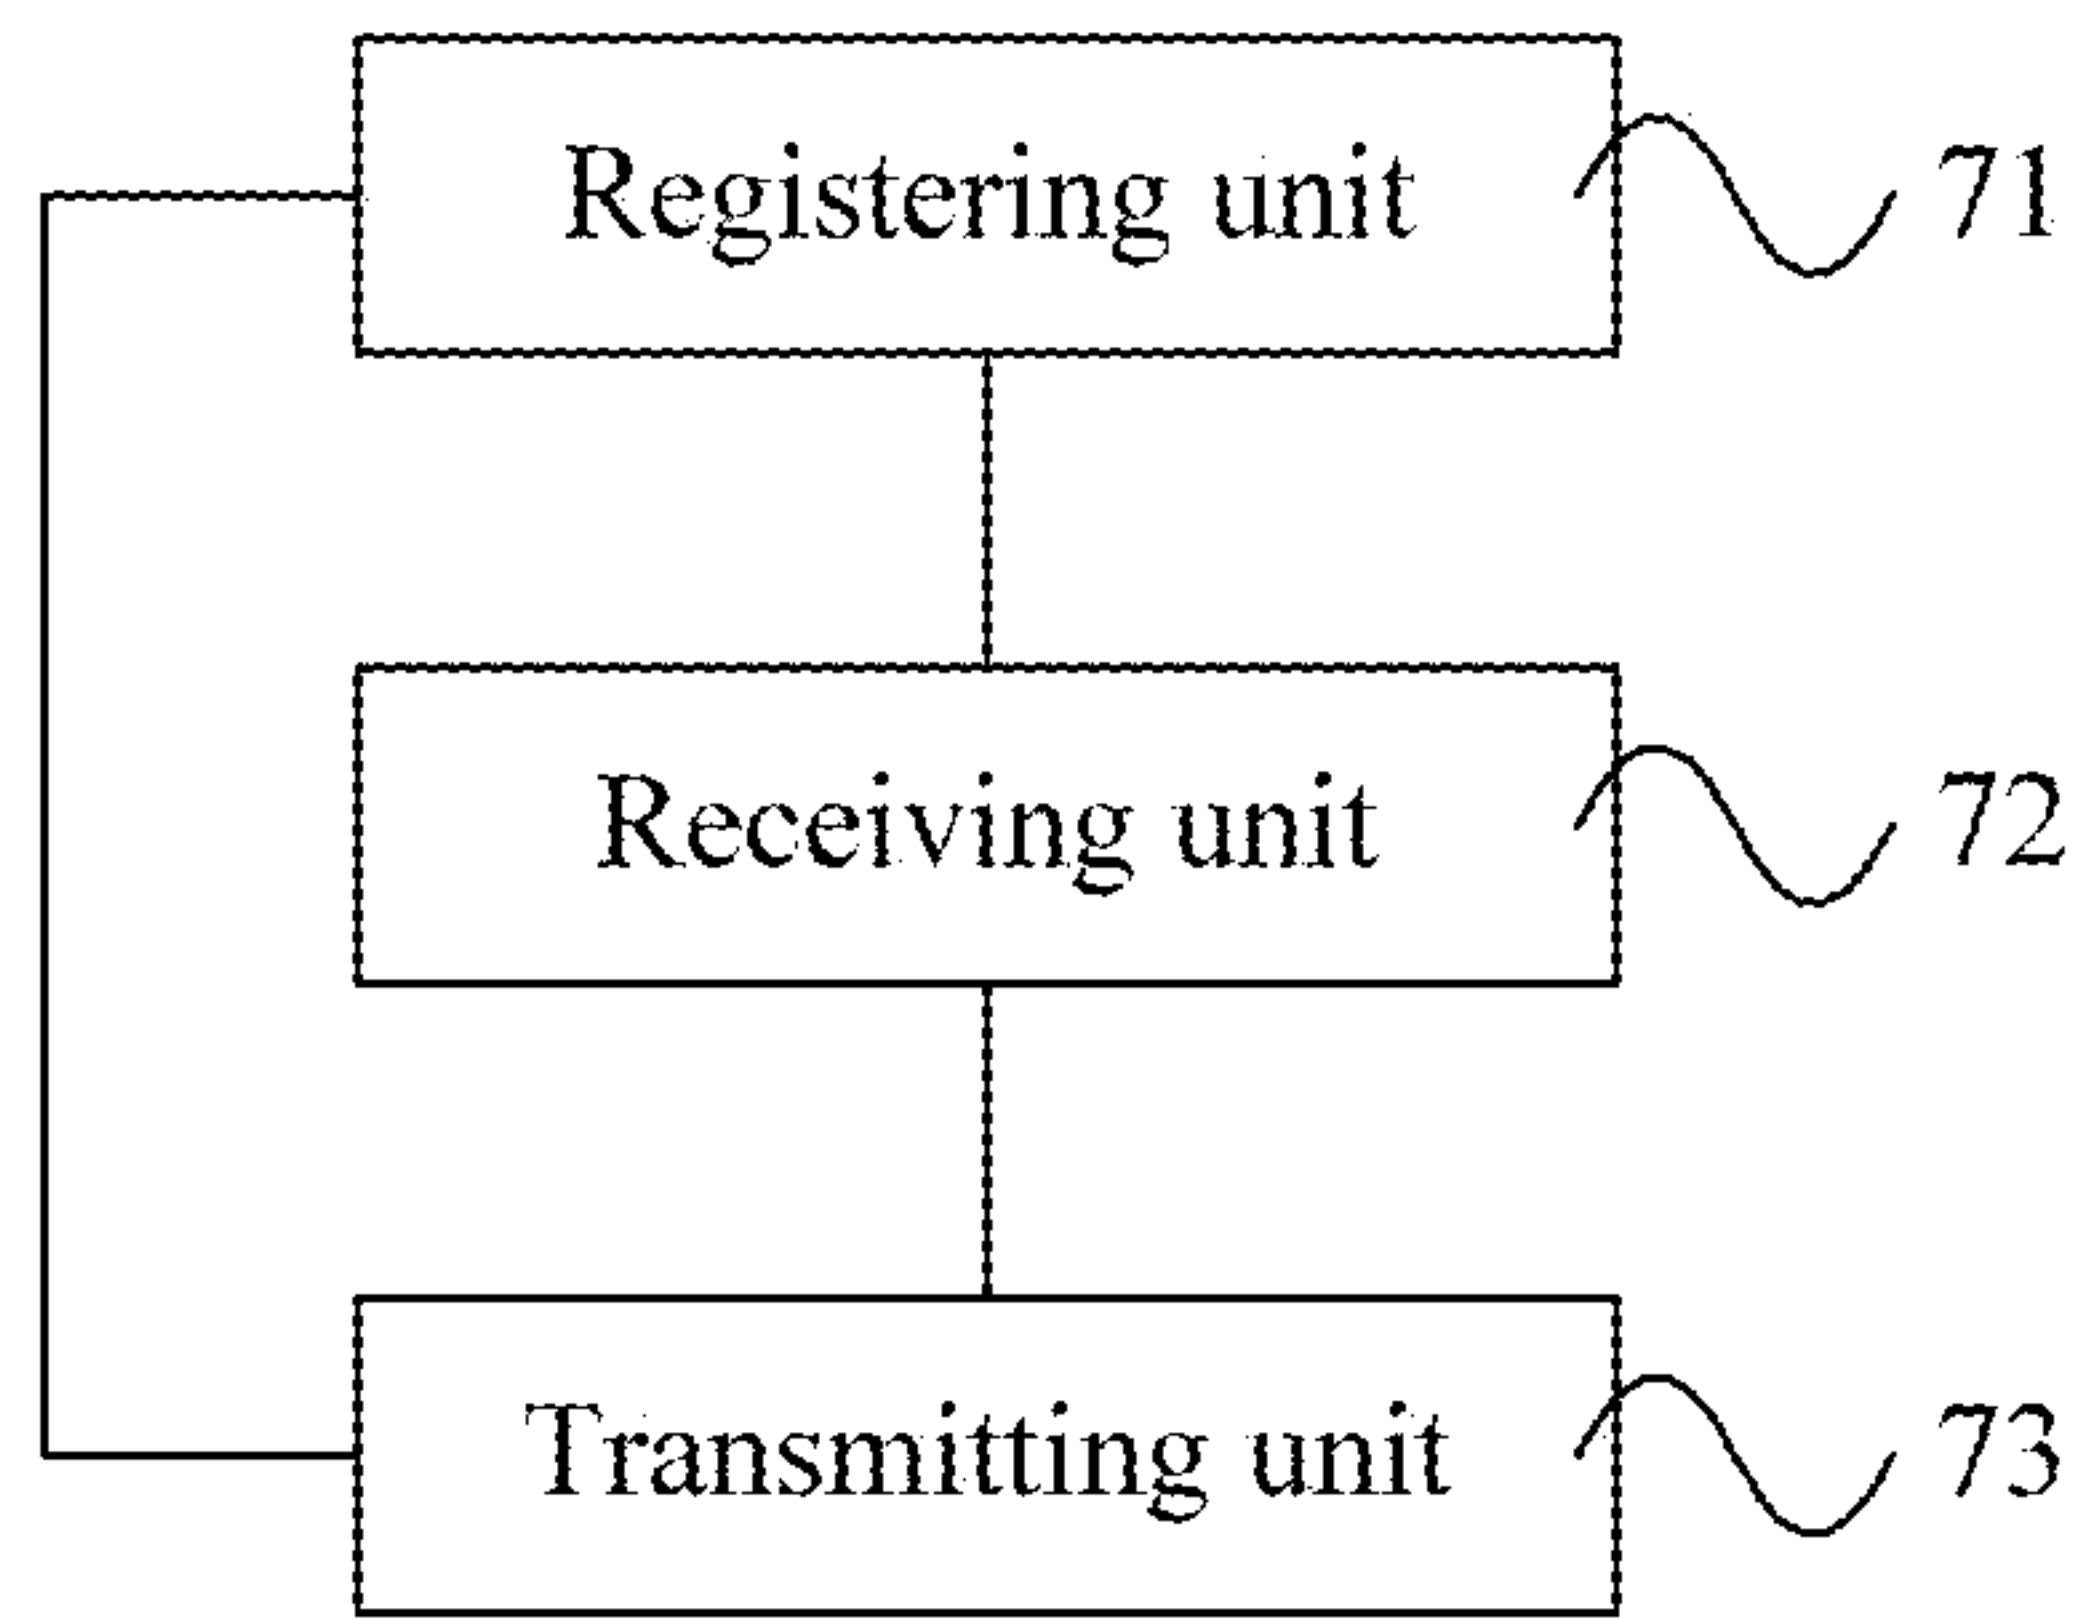 Registering unit 71
Receiving unit 72
Transmitting unit 73